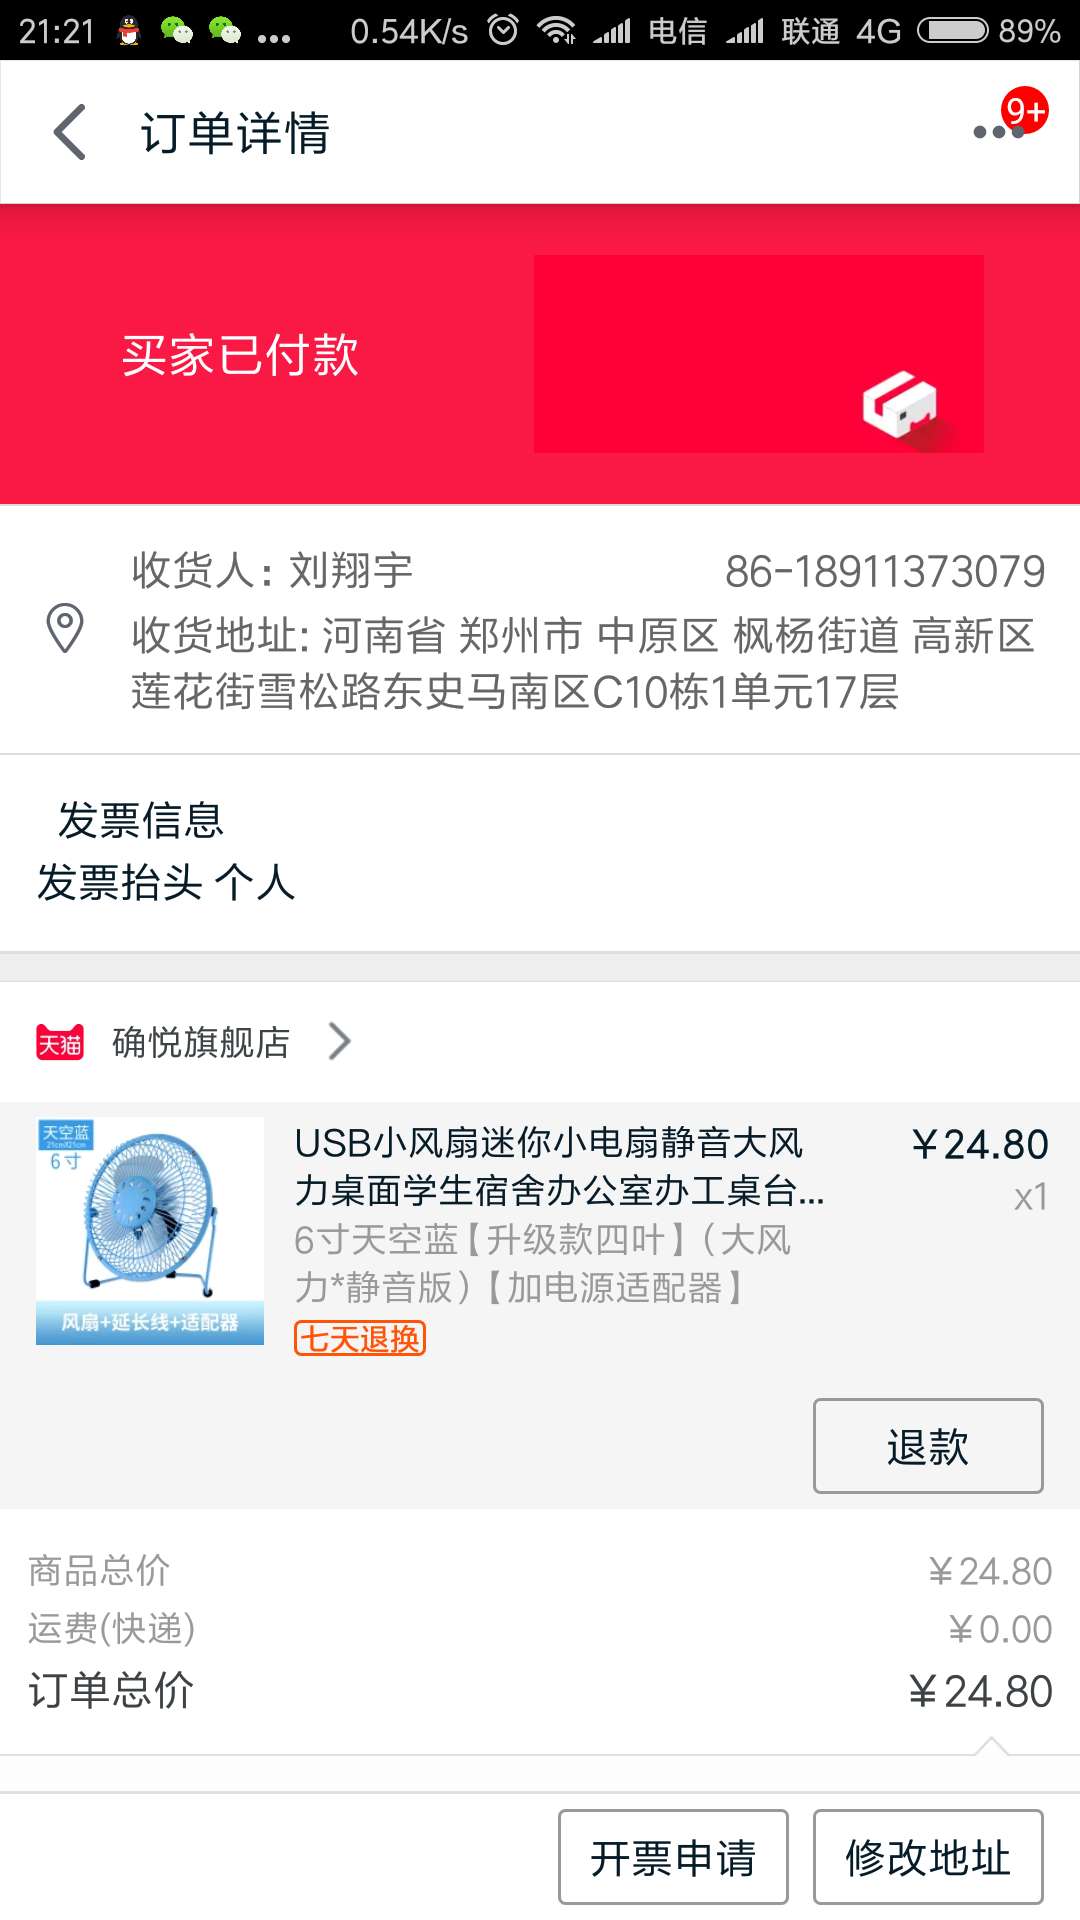 21:21 ... 0.54K/s 电信 联通 4G 89%
订单详情
9+
买家已付款
收货人：刘翔宇 86-18911373079
收货地址: 河南省 郑州市 中原区 枫杨街道 高新区
莲花街雪松路东史马南区C10栋1单元17层
发票信息
发票抬头 个人
天猫 确悦旗舰店
天空蓝
21cmX21cm
6寸
风扇+延长线+适配器
USB小风扇迷你小电扇静音大风 ￥24.80
力桌面学生宿舍办公室办工桌台... x1
6寸天空蓝【升级款四叶】（大风
力*静音版）【加电源适配器】
七天退换
退款
商品总价 ￥24.80
运费(快递) ￥0.00
订单总价 ￥24.80
开票申请 修改地址